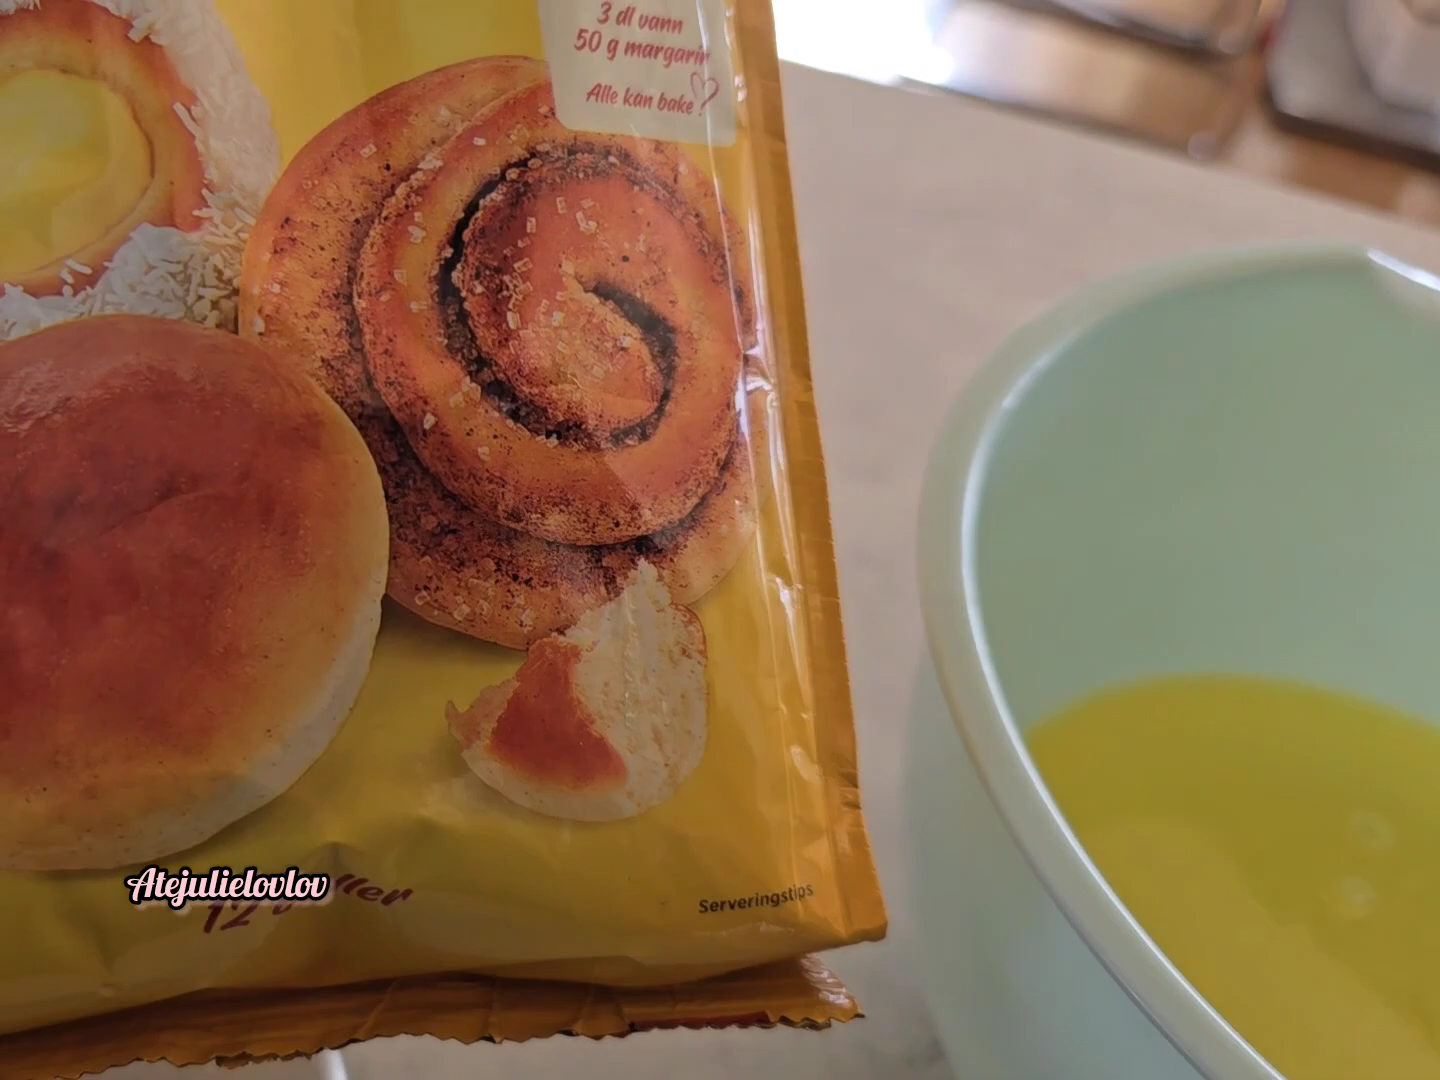 3 dl vann
50 g margarin
Alle kan bake
Atejulielovlov
12
Serveringstips